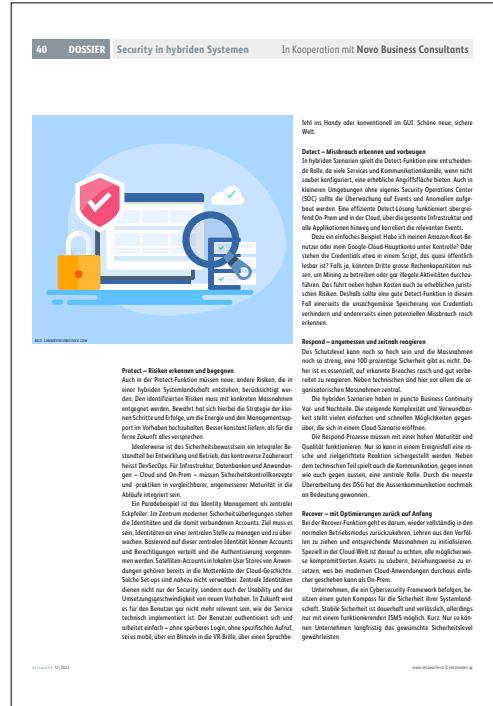 40 DOSSIER Security in hybriden Systemen In Kooperation mit Novo Business Consultants
Protect – Risiken erkennen und begegnen
Auch in der Protect-Funktion müssen neue, andere Risiken, die in
einer hybriden Systemlandschaft entstehen, berücksichtigt wer-
den. Den identifizierten Risiken muss mit konkreten Massnahmen
entgegnet werden. Bewährt hat sich hierbei die Strategie der klei-
nen Schritte und Erfolge, um die Energie und den Managementsup-
port im Vorhaben hochzuhalten. Besser konstant liefern, als für die
ferne Zukunft alles versprechen.
Idealerweise ist das Sicherheitsbewusstsein ein integraler Be-
standteil bei Entwicklung und Betrieb, das kontroverse Zauberwort
heisst DevSecOps. Für Infrastruktur, Datenbanken und Anwendun-
gen – Cloud und On-Prem – müssen Sicherheitskontrollkonzepte
und -praktiken in vergleichbarer, angemessener Maturität in die
Abläufe integriert sein.
Ein Paradebeispiel ist das Identity Management als zentraler
Eckpfeiler: Im Zentrum moderner Sicherheitsüberlegungen stehen
die Identitäten und die damit verbundenen Accounts. Ziel muss es
sein, Identitäten an einer zentralen Stelle zu managen und zu über-
wachen. Basierend auf dieser zentralen Identität können Accounts
und Berechtigungen verteilt und die Authentisierung vorgenom-
men werden. Satelliten-Accounts in lokalen User Stores von Anwen-
dungen gehören bereits in die Mottenkiste der Cloud-Geschichte.
Solche Set-ups sind nahezu nicht verwaltbar. Zentrale Identitäten
dienen nicht nur der Security, sondern auch der Usability und der
Umsetzungsgeschwindigkeit von neuen Vorhaben. In Zukunft wird
es für den Benutzer gar nicht mehr relevant sein, wie der Service
technisch implementiert ist. Der Benutzer authentisiert sich und
arbeitet einfach – ohne spürbares Login, ohne spezifischen Aufruf,
sei es mobil, über ein Blinzeln in die VR-Brille, über einen Sprachbe-
fehl ins Handy oder konventionell im GUI. Schöne neue, sichere
Welt.
Detect – Missbrauch erkennen und vorbeugen
In hybriden Szenarien spielt die Detect-Funktion eine entscheiden-
de Rolle, da viele Services und Kommunikationskanäle, wenn nicht
sauber konfiguriert, eine erhebliche Angriffsfläche bieten. Auch in
kleineren Umgebungen ohne eigenes Security Operations Center
(SOC) sollte die Überwachung auf Events und Anomalien aufge-
baut werden. Eine effiziente Detect-Lösung funktioniert übergrei-
fend On-Prem und in der Cloud, über die gesamte Infrastruktur und
alle Applikationen hinweg und korreliert die relevanten Events.
Dazu ein einfaches Beispiel: Habe ich meinen Amazon-Root-Be-
nutzer oder mein Google-Cloud-Hauptkonto unter Kontrolle? Oder
stehen die Credentials etwa in einem Script, das quasi öffentlich
lesbar ist? Falls ja, könnten Dritte grosse Rechenkapazitäten nut-
zen, um Mining zu betreiben oder gar illegale Aktivitäten durchzu-
führen. Das führt neben hohen Kosten auch zu erheblichen juristi-
schen Risiken. Deshalb sollte eine gute Detect-Funktion in diesem
Fall einerseits die unsachgemässe Speicherung von Credentials
verhindern und andererseits einen potenziellen Missbrauch rasch
erkennen.
Respond – angemessen und zeitnah reagieren
Das Schutzlevel kann noch so hoch sein und die Massnahmen
noch so streng, eine 100-prozentige Sicherheit gibt es nicht. Da-
her ist es essenziell, auf erkannte Breaches rasch und gut vorbe-
reitet zu reagieren. Neben technischen sind hier vor allem die or-
ganisatorischen Massnahmen zentral.
Die hybriden Szenarien haben in puncto Business Continuity
Vor- und Nachteile. Die steigende Komplexität und Verwundbar-
keit steht vielen einfachen und schnellen Möglichkeiten gegen-
über, die sich in einem Cloud-Szenario eröffnen.
Die Respond-Prozesse müssen mit einer hohen Maturität und
Qualität funktionieren. Nur so kann in einem Ereignisfall eine ra-
sche und zielgerichtete Reaktion sichergestellt werden. Neben
dem technischen Teil spielt auch die Kommunikation, gegen innen
wie auch gegen aussen, eine zentrale Rolle. Durch die neueste
Überarbeitung des DSG hat die Aussenkommunikation nochmals
an Bedeutung gewonnen.
Recover – mit Optimierungen zurück auf Anfang
Bei der Recover-Funktion geht es darum, wieder vollständig in den
normalen Betriebsmodus zurückzukehren, Lehren aus den Vorfäl-
len zu ziehen und entsprechende Massnahmen zu initialisieren.
Speziell in der Cloud-Welt ist darauf zu achten, alle möglicherwei-
se kompromittierten Assets zu säubern, beziehungsweise zu er-
setzen, was bei modernen Cloud-Anwendungen durchaus einfa-
cher geschehen kann als On-Prem.
Unternehmen, die ein Cybersecurity-Framework befolgen, be-
sitzen einen guten Kompass für die Sicherheit ihrer Systemland-
schaft. Stabile Sicherheit ist dauerhaft und verlässlich, allerdings
nur mit einem funktionierenden ISMS möglich. Kurz: Nur so kön-
nen Unternehmen langfristig das gewünschte Sicherheitslevel
gewährleisten.
netzwoche 12/2023 www.netzwoche.ch © netzmedien ag